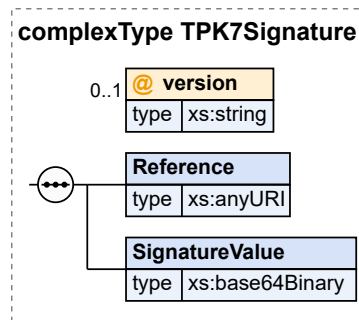 complexType TPK7Signature
0..1
@ version
type xs:string
Reference
type xs:anyURI
SignatureValue
type xs:base64Binary